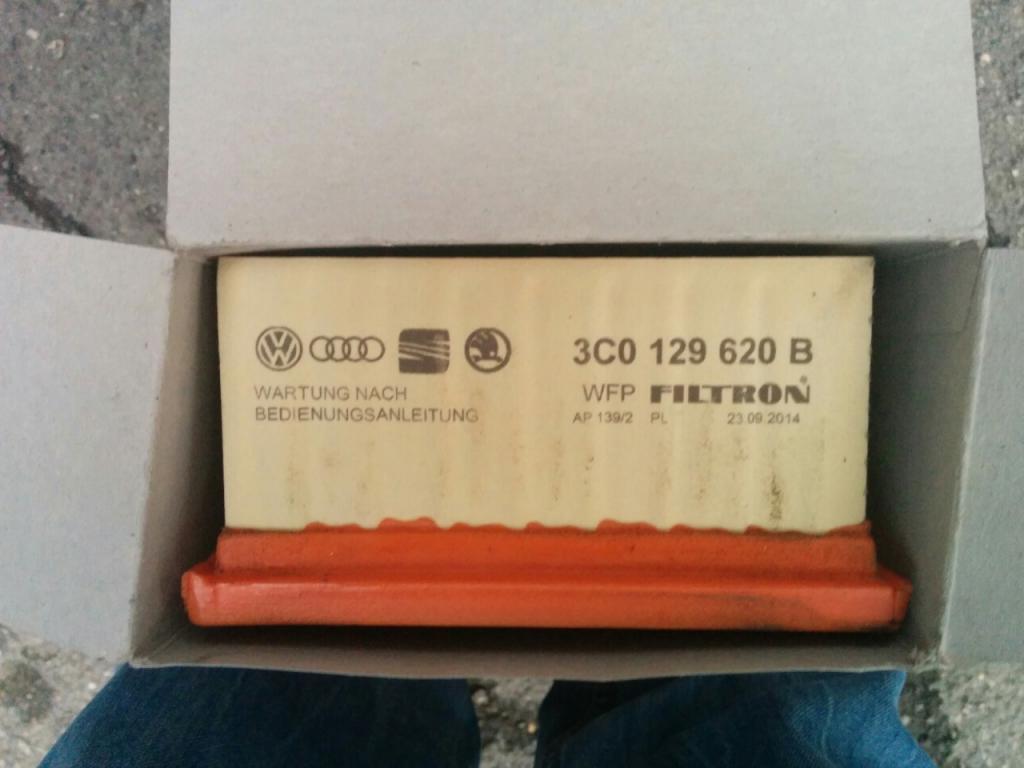 WARTUNG NACH
BEDIENUNGSANLEITUNG
3C0 129 620 B
WFP FILTRON®
AP 139/2 PL 23.09.2014